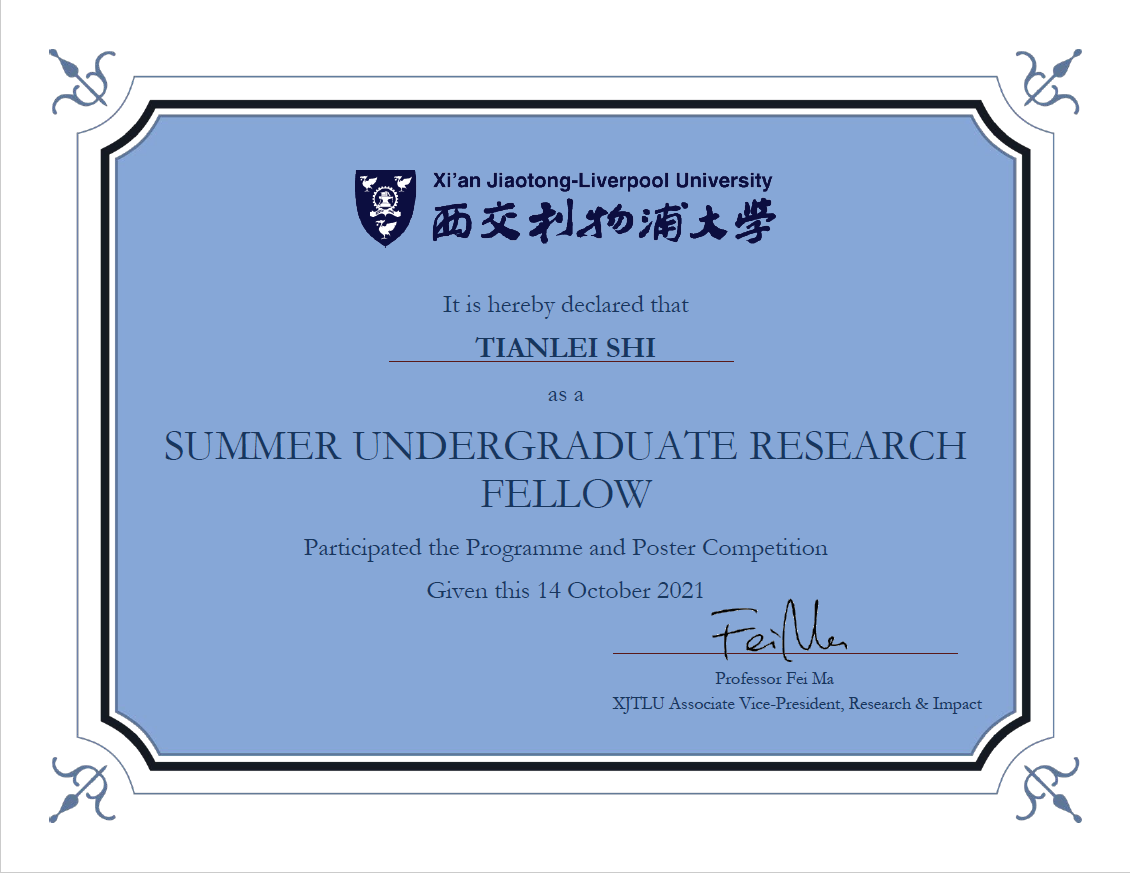 Xi'an Jiaotong-Liverpool University
西交利物浦大學
It is hereby declared that
TIANLEI SHI
as a
SUMMER UNDERGRADUATE RESEARCH
FELLOW
Participated the Programme and Poster Competition
Given this 14 October 2021
Fei Ma
Professor Fei Ma
XJTLU Associate Vice-President, Research & Impact